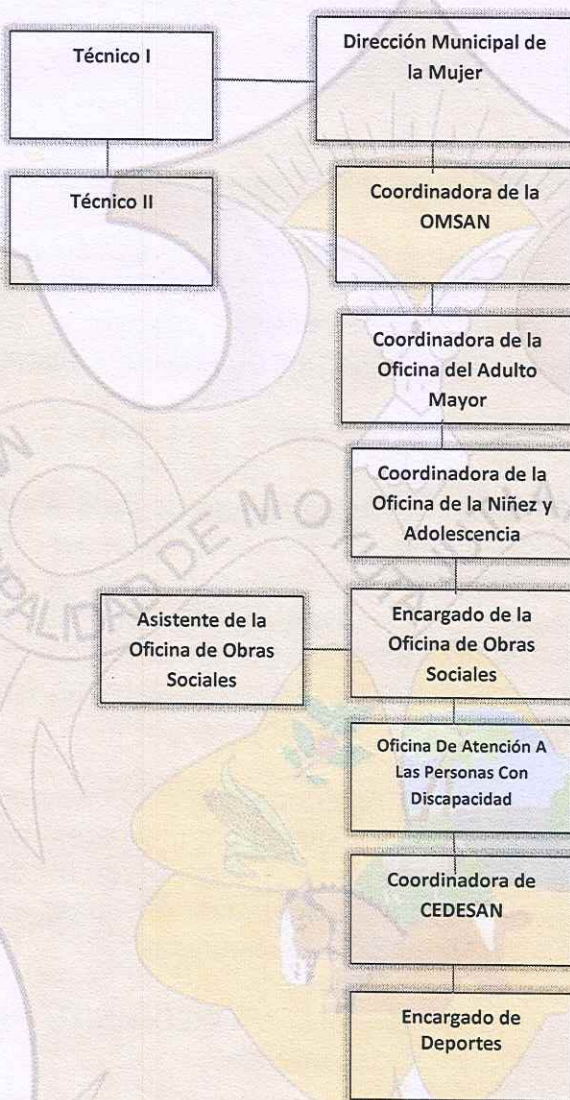 Técnico I
Dirección Municipal de
la Mujer
Técnico II
Coordinadora de la
OMSAN
Coordinadora de la
Oficina del Adulto
Mayor
Coordinadora de la
Oficina de la Niñez y
Adolescencia
Asistente de la
Oficina de Obras
Sociales
Encargado de la
Oficina de Obras
Sociales
Oficina De Atención A
Las Personas Con
Discapacidad
Coordinadora de
CEDESAN
Encargado de
Deportes